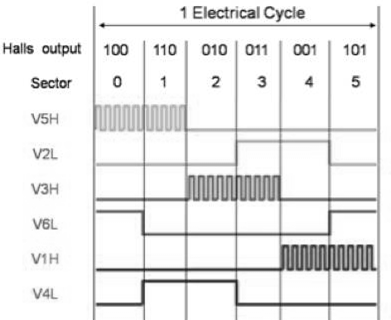 1 Electrical Cycle
Halls output 100 110 010 011 001 101
Sector 0 1 2 3 4 5
V5H
V2L
V3H
V6L
V1H
V4L